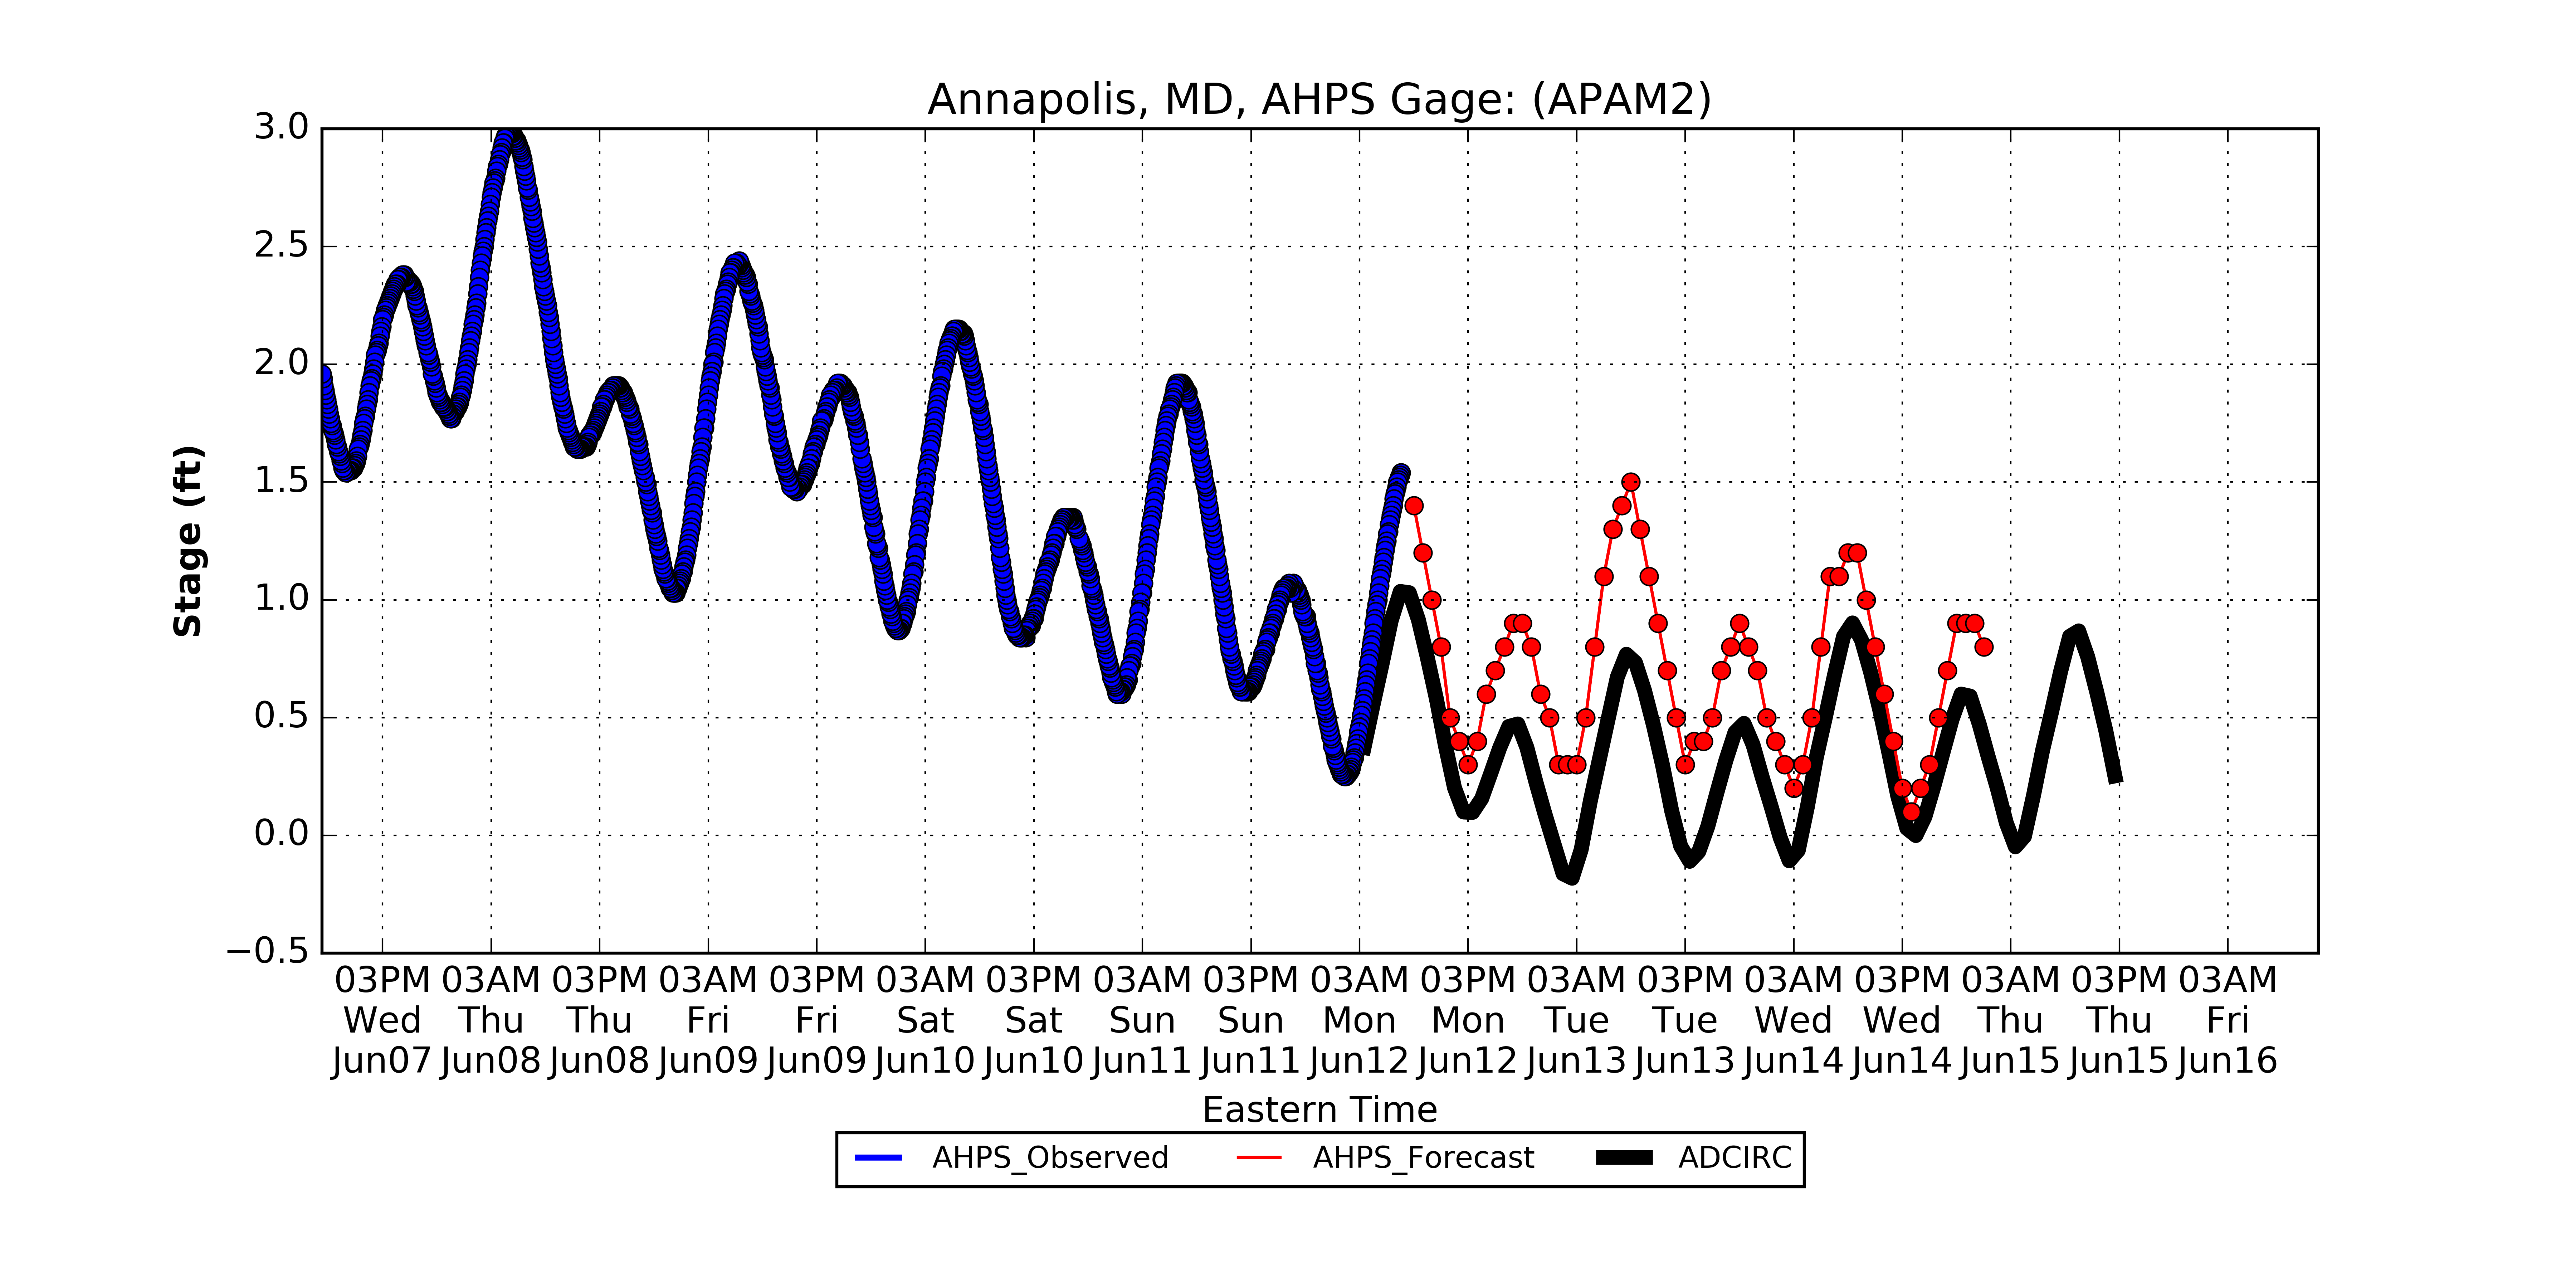 Annapolis, MD, AHPS Gage: (APAM2)
3.0
2.5
2.0
1.5
1.0
0.5
0.0
−0.5
Stage (ft)
03PM 03AM 03PM 03AM 03PM 03AM 03PM 03AM 03PM 03AM 03PM 03AM 03PM 03AM 03PM 03AM 03PM 03AM
Wed Thu Thu Fri Fri Sat Sat Sun Sun Mon Mon Tue Tue Wed Wed Thu Thu Fri
Jun07 Jun08 Jun08 Jun09 Jun09 Jun10 Jun10 Jun11 Jun11 Jun12 Jun12 Jun13 Jun13 Jun14 Jun14 Jun15 Jun15 Jun16
Eastern Time
AHPS_Observed AHPS_Forecast ADCIRC